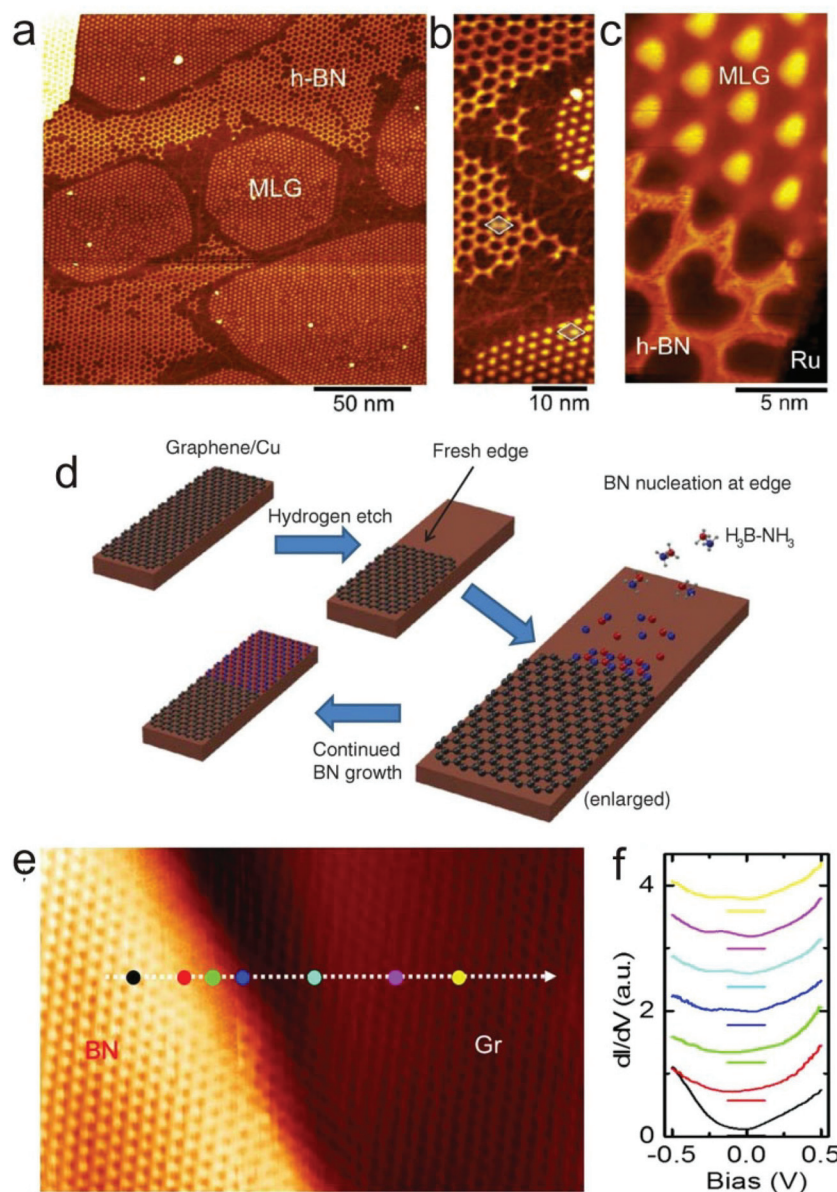 a
h-BN
MLG
50 nm
b
10 nm
c
MLG
h-BN
Ru
5 nm
d
Graphene/Cu
Hydrogen etch
Fresh edge
BN nucleation at edge
H₃B-NH₃
Continued
BN growth
(enlarged)
e
BN
Gr
f
dI/dV (a.u.)
4
2
0
-0.5
0.0
0.5
Bias (V)